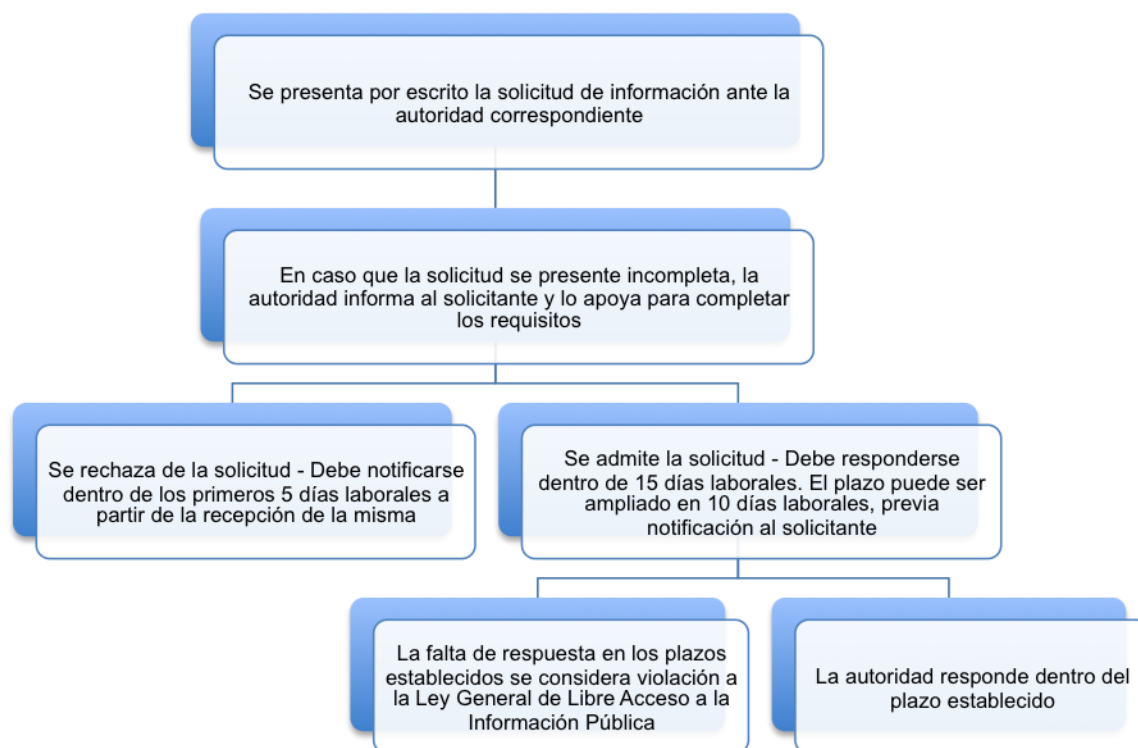 Se presenta por escrito la solicitud de información ante la
autoridad correspondiente
En caso que la solicitud se presente incompleta, la
autoridad informa al solicitante y lo apoya para completar
los requisitos
Se rechaza de la solicitud - Debe notificarse
dentro de los primeros 5 días laborales a
partir de la recepción de la misma
Se admite la solicitud - Debe responderse
dentro de 15 días laborales. El plazo puede ser
ampliado en 10 días laborales, previa
notificación al solicitante
La falta de respuesta en los plazos
establecidos se considera violación a
la Ley General de Libre Acceso a la
Información Pública
La autoridad responde dentro del
plazo establecido